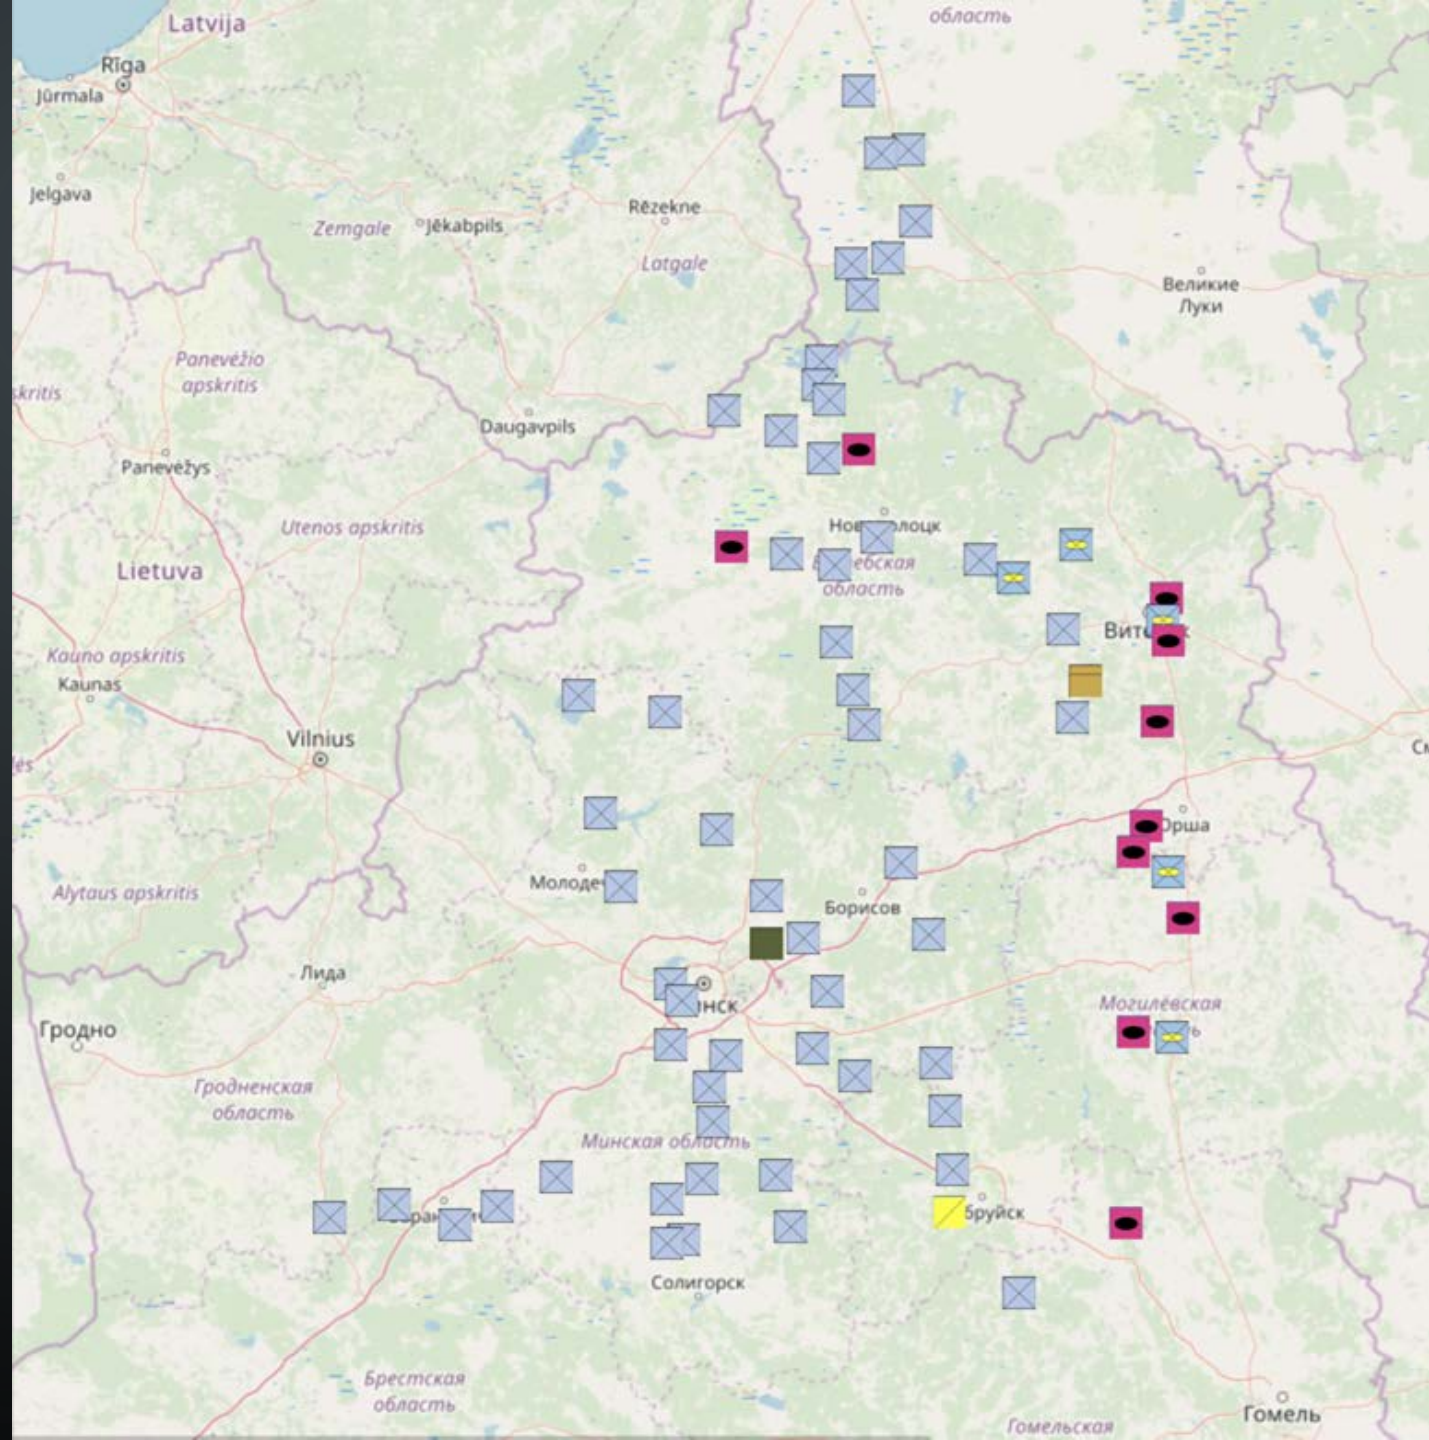 Latvija
область
Rīga
Jūrmala
Jelgava
Rēzekne
Zemgale
Jēkabpils
Latgale
Великие
Луки
Panevėžio
apskritis
skritis
Daugavpils
Panevėžys
Utenos apskritis
область
Lietuva
Kauno apskritis
Kaunas
Vilnius
Орша
Alytaus apskritis
Борисов
Лида
Могилёвская
Гродно
Гродненская
область
Минская область
Солигорск
Брестская
область
Гомель
Гомельская